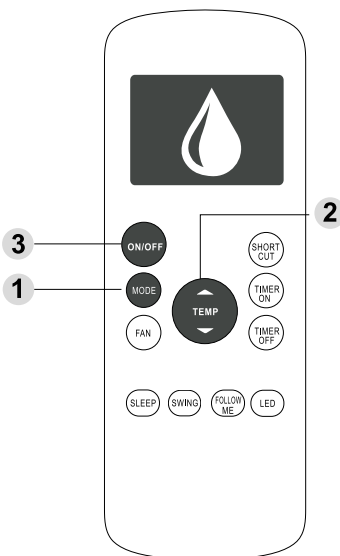 2
3
ON/OFF
SHORT
CUT
1
MODE
TEMP
TIMER
ON
FAN
TIMER
OFF
SLEEP
SWING
FOLLOW
ME
LED